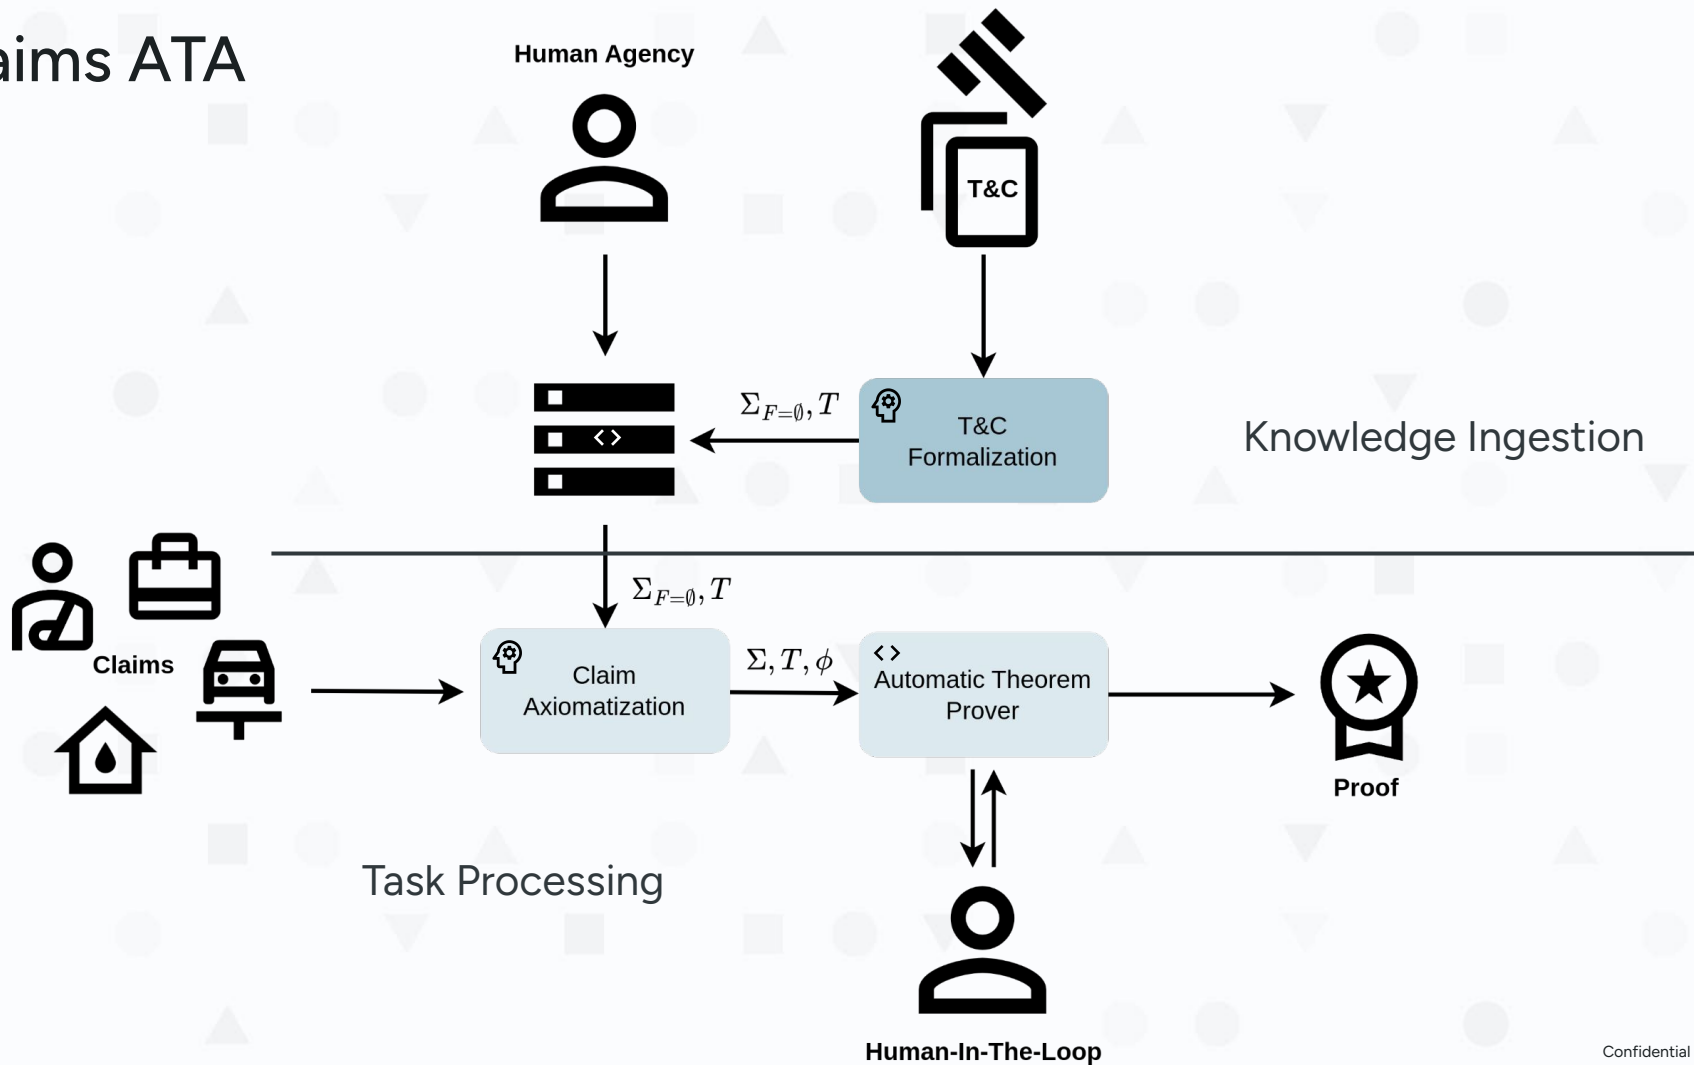 aims ATA
Human Agency
T&C
Σ_{F=∅}, T
T&C
Formalization
Knowledge Ingestion
Σ_{F=∅}, T
Claims
Claim
Axiomatization
Σ, T, ϕ
< >
Automatic Theorem
Prover
Proof
Task Processing
Human-In-The-Loop
Confidential